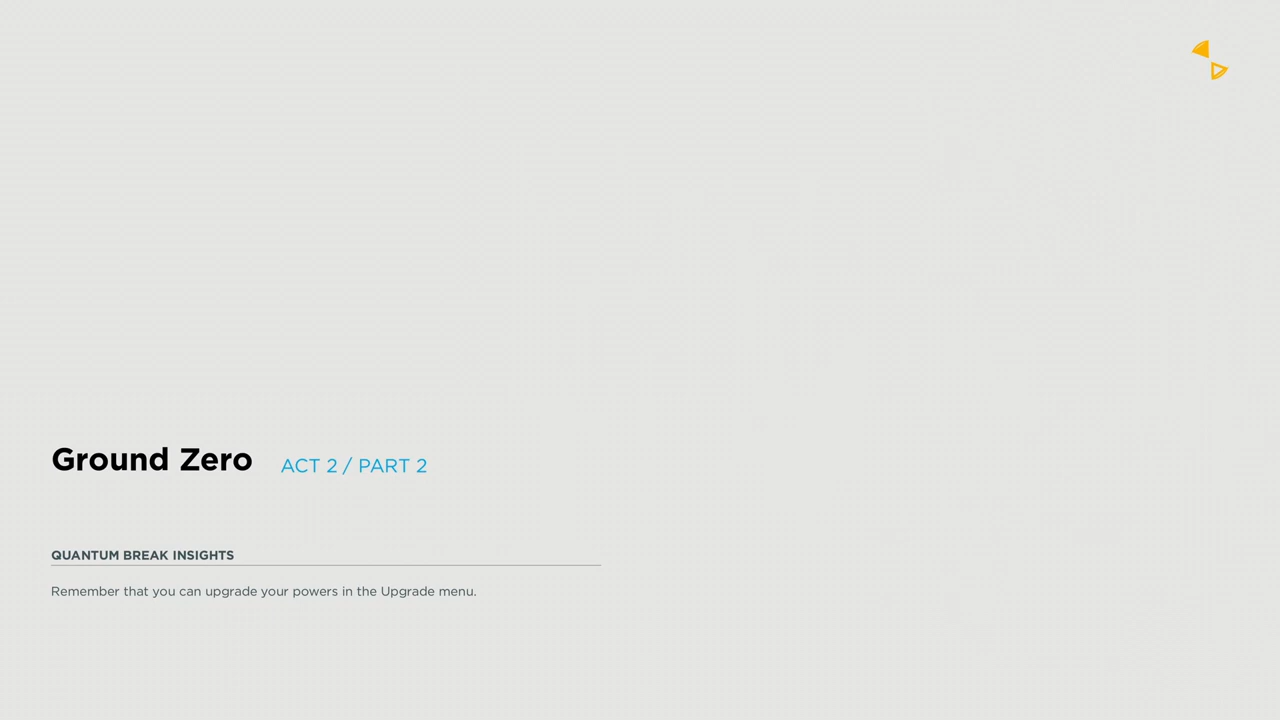 Ground Zero ACT 2 / PART 2
QUANTUM BREAK INSIGHTS
Remember that you can upgrade your powers in the Upgrade menu.